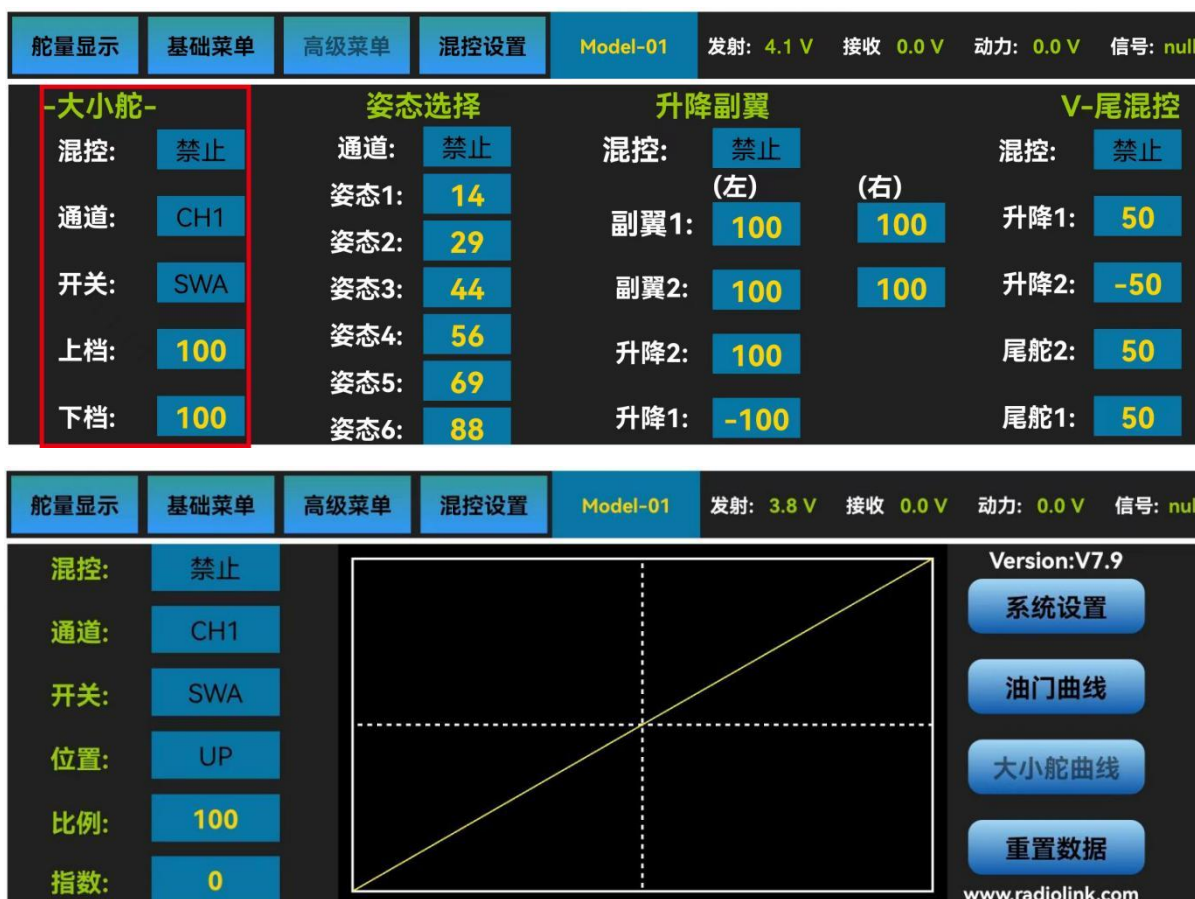 舵量显示 基础菜单 高级菜单 混控设置 Model-01 发射: 4.1 V 接收 0.0 V 动力: 0.0 V 信号: null
-大小舵- 姿态选择 升降副翼 V-尾混控
混控: 禁止 通道: 禁止 混控: 禁止 混控: 禁止
(左) (右)
通道: CH1 姿态1: 14 副翼1: 100 100 升降1: 50
姿态2: 29
开关: SWA 姿态3: 44 副翼2: 100 100 升降2: -50
上档: 100 姿态4: 56 升降2: 100 尾舵2: 50
姿态5: 69
下档: 100 姿态6: 88 升降1: -100 尾舵1: 50
舵量显示 基础菜单 高级菜单 混控设置 Model-01 发射: 3.8 V 接收 0.0 V 动力: 0.0 V 信号: nul
混控: 禁止 Version:V7.9
系统设置
通道: CH1
开关: SWA 油门曲线
位置: UP 大小舵曲线
比例: 100
重置数据
指数: 0 www.radiolink.com